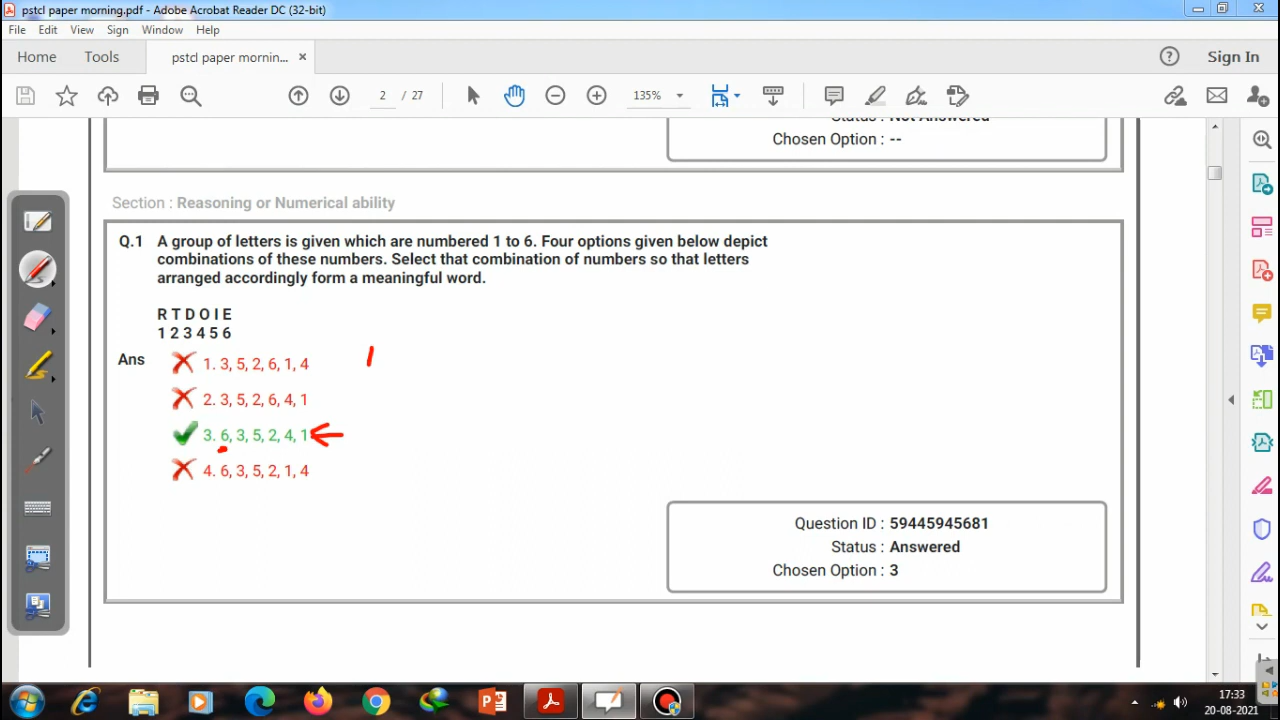 pstcl paper morning.pdf - Adobe Acrobat Reader DC (32-bit)
File Edit View Sign Window Help
Home Tools pstcl paper mornin... × Sign In
2 / 27 135%
Status : Not Answered
Chosen Option : --
Section : Reasoning or Numerical ability
Q.1 A group of letters is given which are numbered 1 to 6. Four options given below depict
combinations of these numbers. Select that combination of numbers so that letters
arranged accordingly form a meaningful word.
R T D O I E
1 2 3 4 5 6
Ans 1. 3, 5, 2, 6, 1, 4
2. 3, 5, 2, 6, 4, 1
3. 6, 3, 5, 2, 4, 1
4. 6, 3, 5, 2, 1, 4
Question ID : 59445945681
Status : Answered
Chosen Option : 3
17:33
20-08-2021